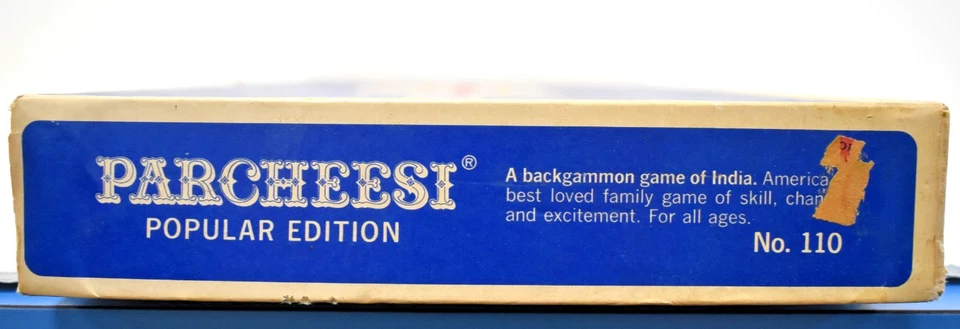 PARCHEESI®
POPULAR EDITION
A backgammon game of India. America
best loved family game of skill, chan
and excitement. For all ages.
No. 110